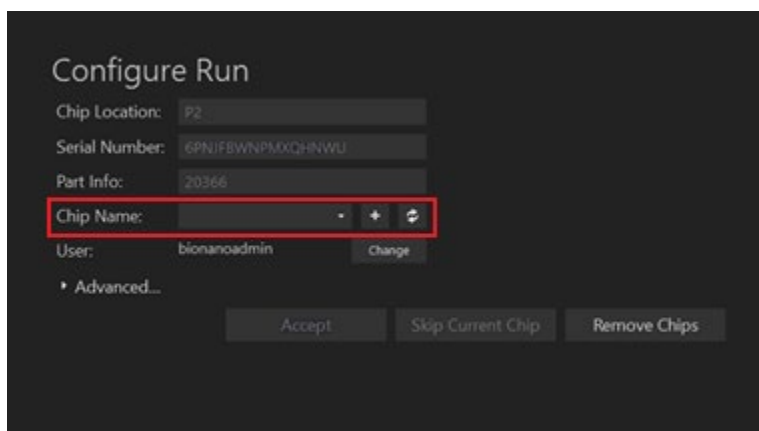 Configure Run
Chip Location: P2
Serial Number: 6PNJFBWNPMXQHNWU
Part Info: 20366
Chip Name:
User: bionanoadmin Change
Advanced...
Accept Skip Current Chip Remove Chips